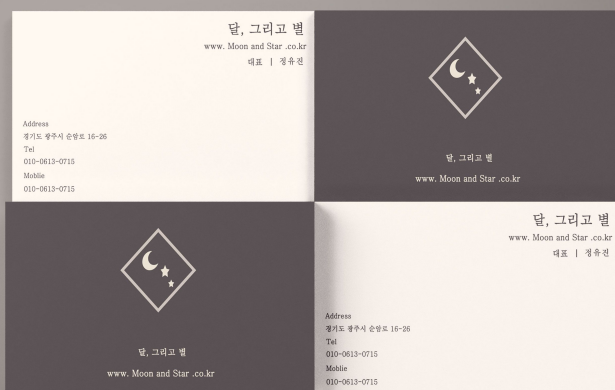 달, 그리고 별
www. Moon and Star .co.kr
대표 | 정유진
Address
경기도 광주시 순암로 16-26
Tel
010-0613-0715
Moblie
010-0613-0715
달, 그리고 별
www. Moon and Star .co.kr
달, 그리고 별
www. Moon and Star .co.kr
달, 그리고 별
www. Moon and Star .co.kr
대표 | 정유진
Address
경기도 광주시 순암로 16-26
Tel
010-0613-0715
Moblie
010-0613-0715